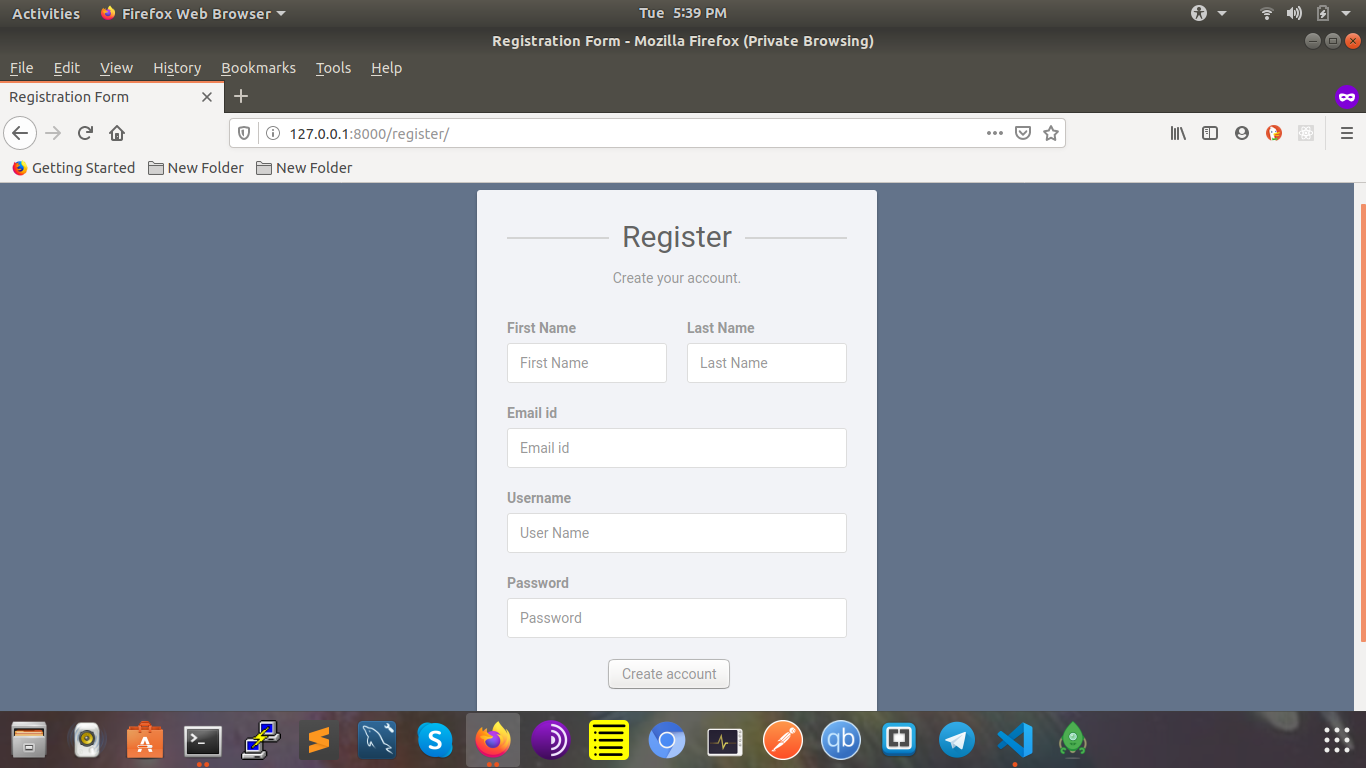 Activities Firefox Web Browser Tue 5:39 PM
Registration Form - Mozilla Firefox (Private Browsing)
File Edit View History Bookmarks Tools Help
Registration Form
127.0.0.1:8000/register/
Getting Started New Folder New Folder
Register
Create your account.
First Name Last Name
First Name Last Name
Email id
Email id
Username
User Name
Password
Password
Create account
S qb